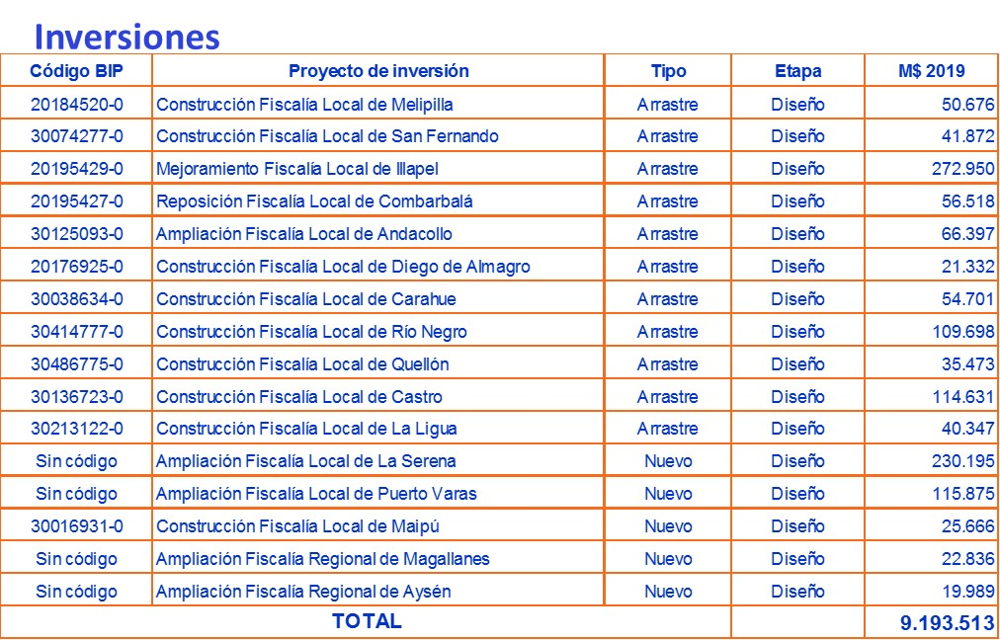 Inversiones
Código BIP Proyecto de inversión Tipo Etapa M$ 2019
20184520-0 Construcción Fiscalía Local de Melipilla Arrastre Diseño 50.676
30074277-0 Construcción Fiscalía Local de San Fernando Arrastre Diseño 41.872
20195429-0 Mejoramiento Fiscalía Local de Illapel Arrastre Diseño 272.950
20195427-0 Reposición Fiscalía Local de Combarbalá Arrastre Diseño 56.518
30125093-0 Ampliación Fiscalía Local de Andacollo Arrastre Diseño 66.397
20176925-0 Construcción Fiscalía Local de Diego de Almagro Arrastre Diseño 21.332
30038634-0 Construcción Fiscalía Local de Carahue Arrastre Diseño 54.701
30414777-0 Construcción Fiscalía Local de Río Negro Arrastre Diseño 109.698
30486775-0 Construcción Fiscalía Local de Quellón Arrastre Diseño 35.473
30136723-0 Construcción Fiscalía Local de Castro Arrastre Diseño 114.631
30213122-0 Construcción Fiscalía Local de La Ligua Arrastre Diseño 40.347
Sin código Ampliación Fiscalía Local de La Serena Nuevo Diseño 230.195
Sin código Ampliación Fiscalía Local de Puerto Varas Nuevo Diseño 115.875
30016931-0 Construcción Fiscalía Local de Maipú Nuevo Diseño 25.666
Sin código Ampliación Fiscalía Regional de Magallanes Nuevo Diseño 22.836
Sin código Ampliación Fiscalía Regional de Aysén Nuevo Diseño 19.989
TOTAL 9.193.513